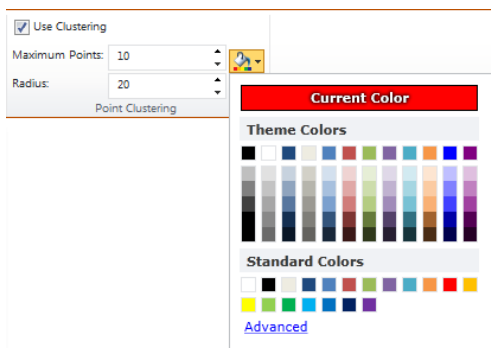 Use Clustering
Maximum Points: 10
Radius: 20
Point Clustering
Current Color
Theme Colors
Standard Colors
Advanced